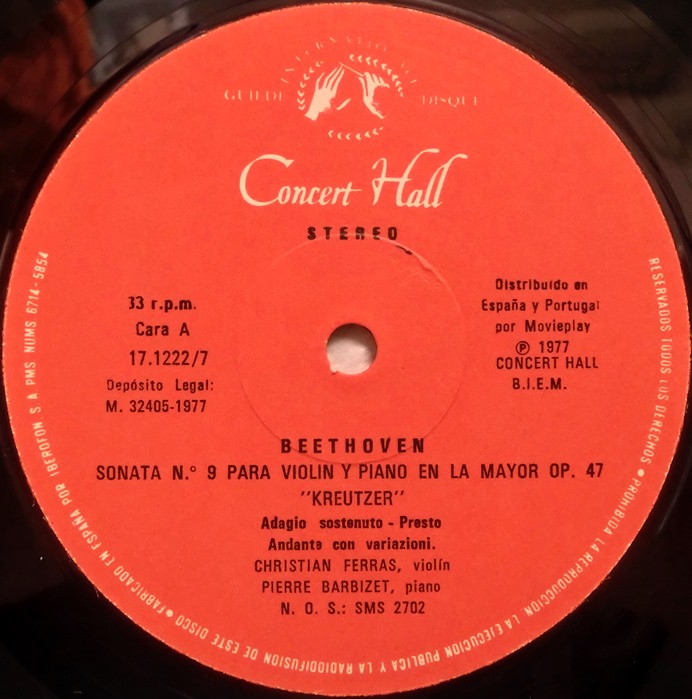 GUILDE INTERNATIONALE DISQUE
Concert Hall
STEREO
33 r.p.m.
Cara A
17.1222/7
Depósito Legal:
M. 32405-1977
Distribuído en
España y Portugal
por Movieplay
Ⓟ 1977
CONCERT HALL
B.I.E.M.
BEETHOVEN
SONATA N.° 9 PARA VIOLIN Y PIANO EN LA MAYOR OP. 47
"KREUTZER"
Adagio sostenuto - Presto
Andante con variazioni.
CHRISTIAN FERRAS, violín
PIERRE BARBIZET, piano
N. O. S.: SMS 2702
RESERVADOS TODOS LOS DERECHOS • PROHIBIDA LA REPRODUCCION, LA EJECUCION PUBLICA Y LA RADIODIFUSION DE ESTE DISCO • FABRICADO EN ESPAÑA POR IBEROFON S A PMS NUMS 6714-5854